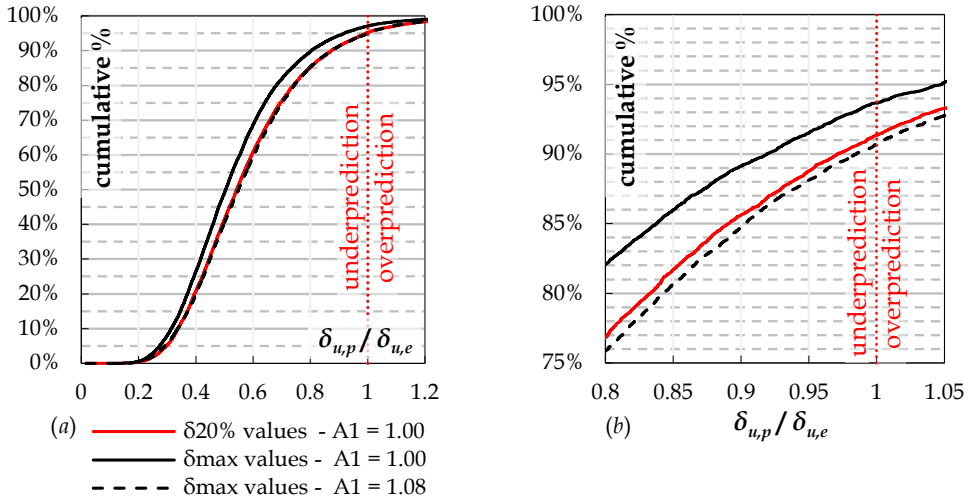 100%
90%
80%
70%
60%
50%
40%
30%
20%
10%
0%
cumulative %
underprediction
overprediction
δu,p / δu,e
0 0.2 0.4 0.6 0.8 1 1.2
(a)
δ20% values - A1 = 1.00
δmax values - A1 = 1.00
δmax values - A1 = 1.08
100%
95%
90%
85%
80%
75%
cumulative %
underprediction
overprediction
0.8 0.85 0.9 0.95 1 1.05
(b)
δu,p / δu,e